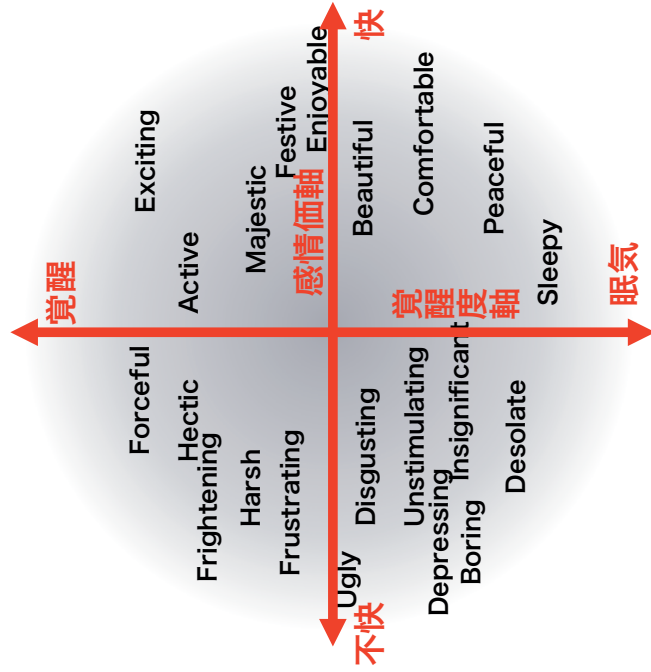 覚醒
Forceful
Exciting
Hectic
Active
Frightening
Harsh
Majestic
Frustrating
Festive
感情価軸
Enjoyable
Ugly
Disgusting
Beautiful
不快
快
覚醒度軸
Unstimulating
Comfortable
Depressing
Insignificant
Boring
Peaceful
Desolate
Sleepy
眠気